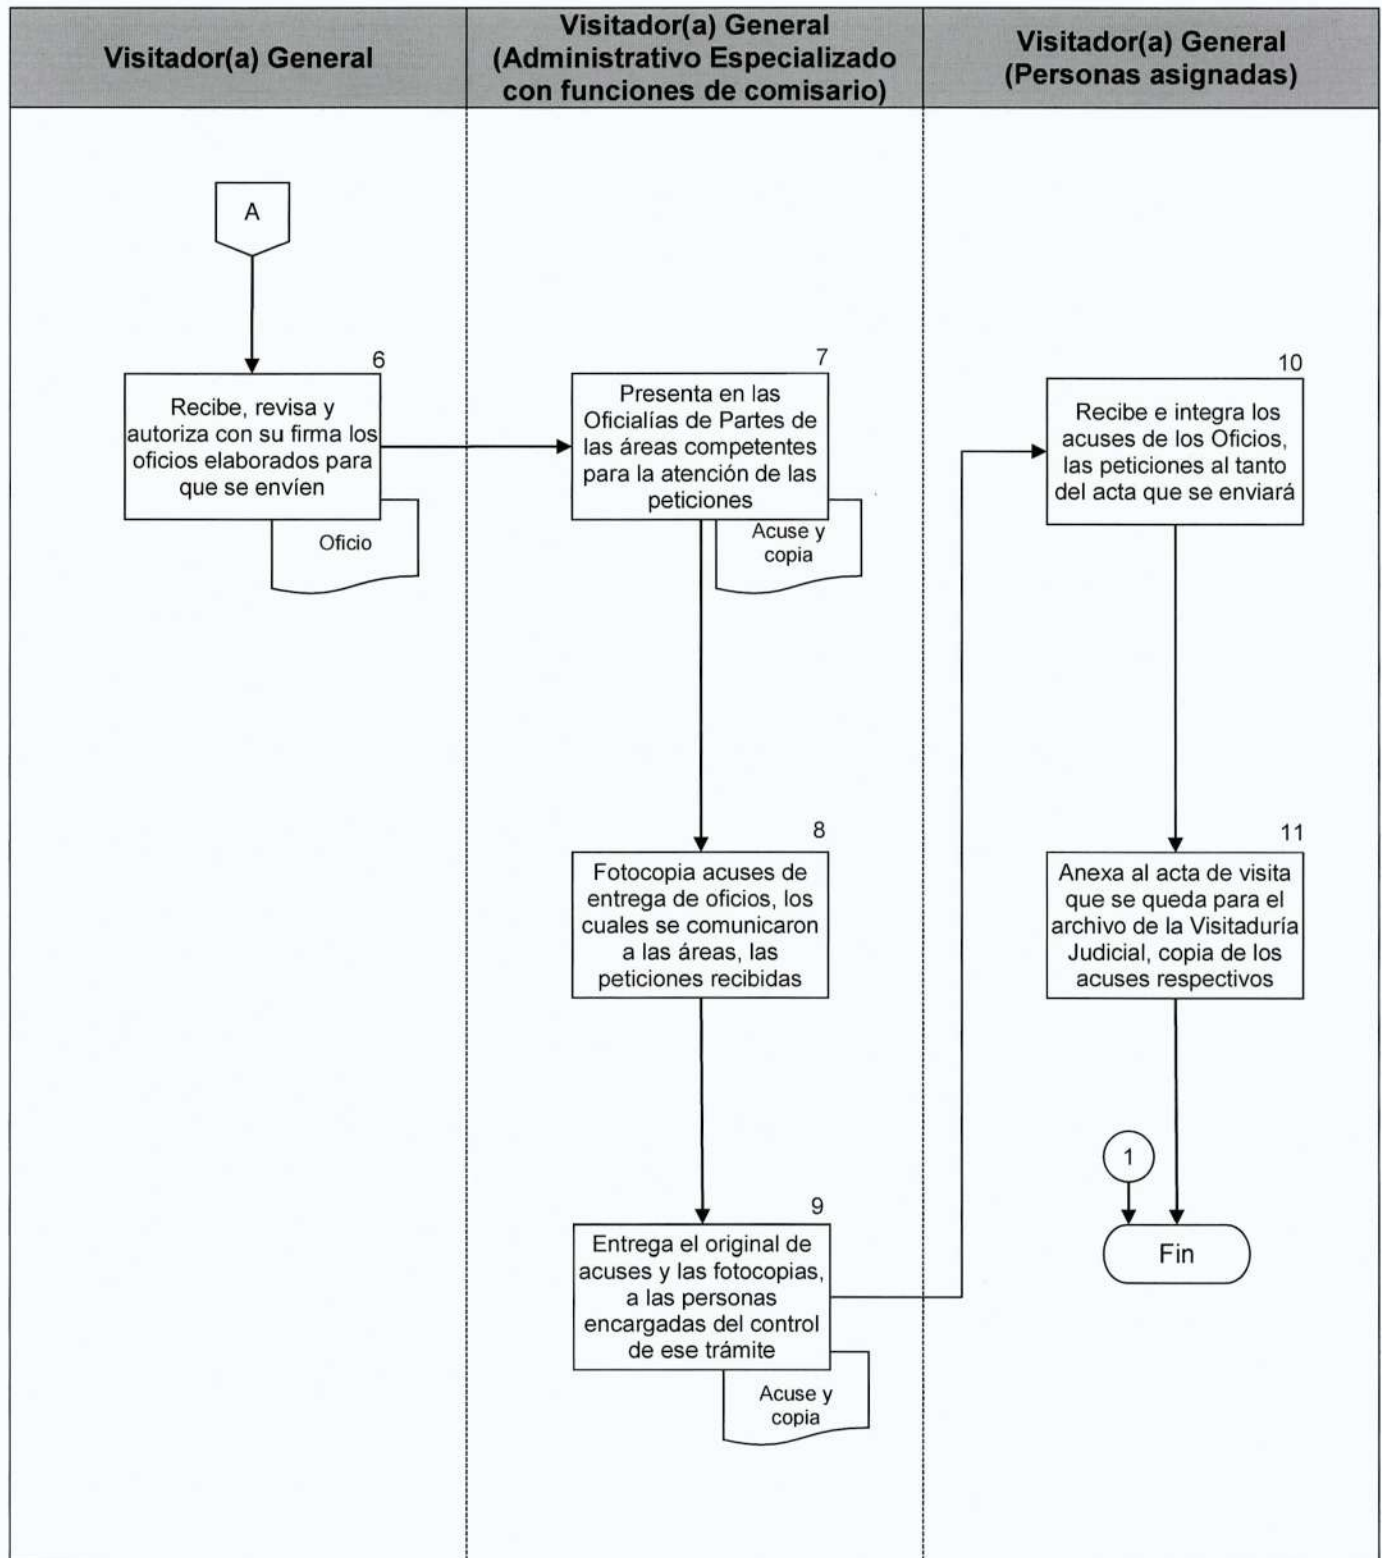 Visitador(a) General
Visitador(a) General
(Administrativo Especializado
con funciones de comisario)
Visitador(a) General
(Personas asignadas)
A
6
Recibe, revisa y
autoriza con su firma los
oficios elaborados para
que se envíen
Oficio
7
Presenta en las
Oficialías de Partes de
las áreas competentes
para la atención de las
peticiones
Acuse y
copia
8
Fotocopia acuses de
entrega de oficios, los
cuales se comunicaron
a las áreas, las
peticiones recibidas
9
Entrega el original de
acuses y las fotocopias,
a las personas
encargadas del control
de ese trámite
Acuse y
copia
10
Recibe e integra los
acuses de los Oficios,
las peticiones al tanto
del acta que se enviará
11
Anexa al acta de visita
que se queda para el
archivo de la Visitaduría
Judicial, copia de los
acuses respectivos
1
Fin